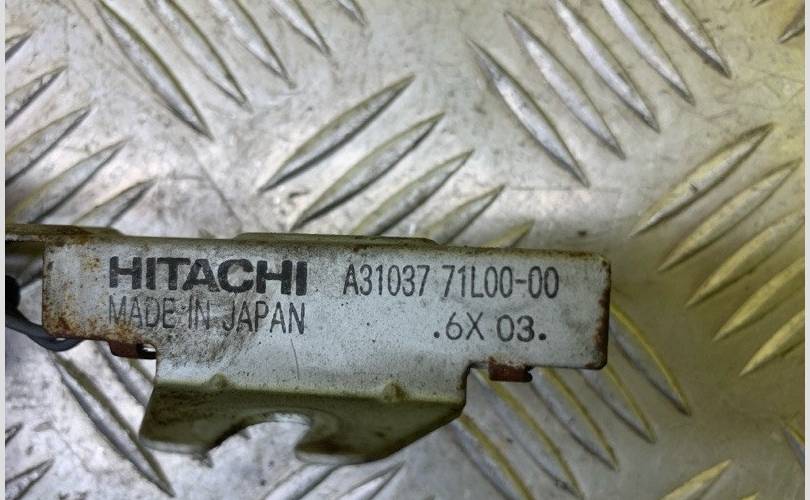 HITACHI A31037 71L00-00
MADE IN JAPAN .6X 03.